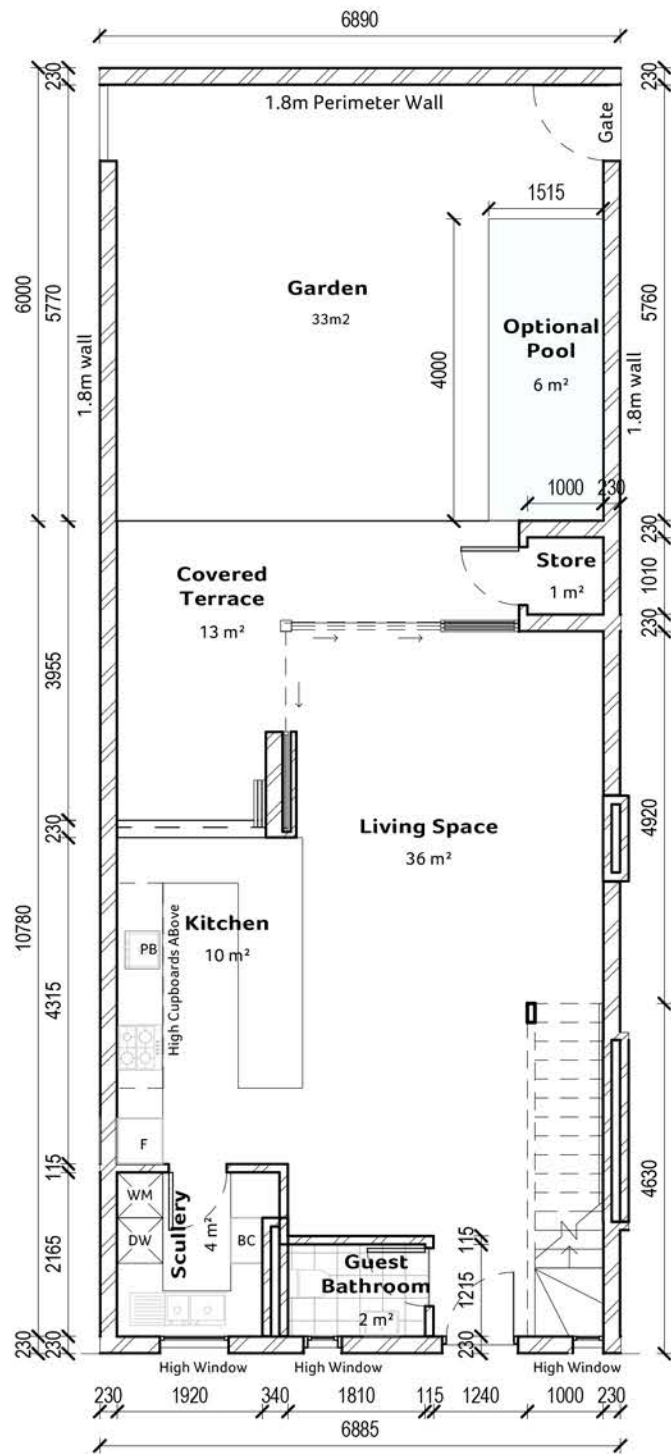 6890
230
230
1.8m Perimeter Wall
Gate
1515
6000
5770
Garden
33m2
4000
Optional
Pool
6 m²
5760
1.8m wall
1.8m wall
1000
230
230
Store
1 m²
1010
230
Covered
Terrace
13 m²
3955
230
Living Space
36 m²
4920
10780
Kitchen
10 m²
PB
High Cupboards ABove
4315
F
4630
115
WM
DW
Scullery
4 m²
BC
2165
Guest
Bathroom
2 m²
115
1215
230
230
230
High Window
High Window
High Window
230
1920
340
1810
115
1240
1000
230
6885